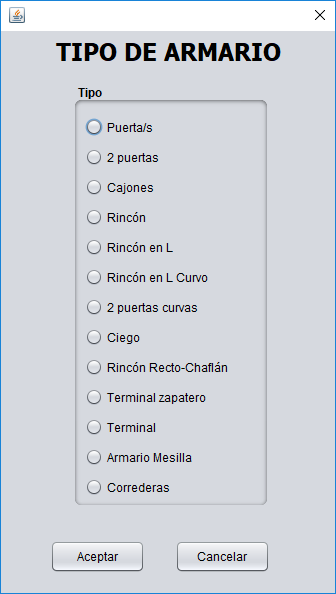 TIPO DE ARMARIO
Tipo
Puerta/s
2 puertas
Cajones
Rincón
Rincón en L
Rincón en L Curvo
2 puertas curvas
Ciego
Rincón Recto-Chaflán
Terminal zapatero
Terminal
Armario Mesilla
Correderas
Aceptar Cancelar